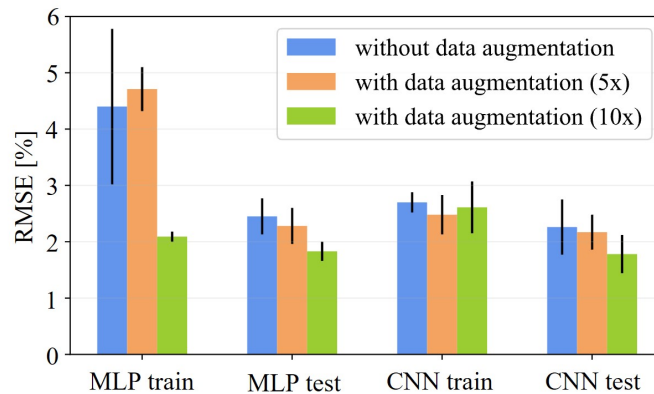 6
5
4
3
2
1
0
RMSE [%]
without data augmentation
with data augmentation (5x)
with data augmentation (10x)
MLP train
MLP test
CNN train
CNN test